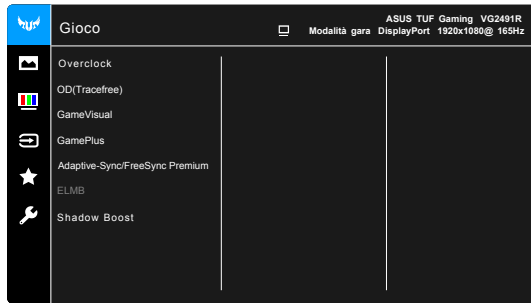 Gioco
ASUS TUF Gaming VG2491R
Modalità gara DisplayPort 1920x1080@ 165Hz
Overclock
OD(Tracefree)
GameVisual
GamePlus
Adaptive-Sync/FreeSync Premium
ELMB
Shadow Boost